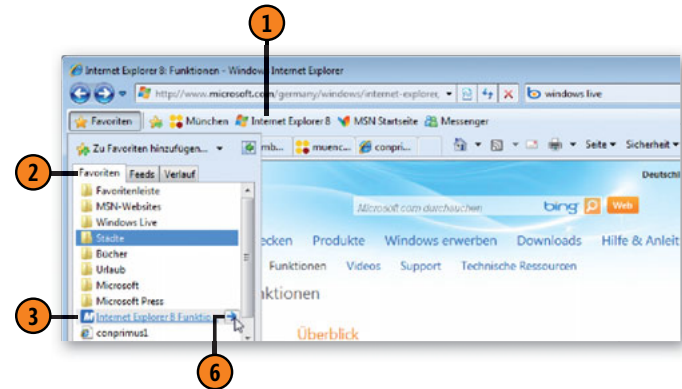 1
Internet Explorer 8: Funktionen - Windows Internet Explorer
http://www.microsoft.com/germany/windows/internet-explorer, windows live
Favoriten München Internet Explorer 8 MSN Startseite Messenger
Zu Favoriten hinzufügen... mb... muenc... conpri... Seite Sicherheit
2
Favoriten Feeds Verlauf
Deutschl
Favoritenleiste
MSN-Websites
Microsoft.com durchsuchen bing Web
Windows Live
Städte
ecken Produkte Windows erwerben Downloads Hilfe & Anleit
Bücher
Urlaub
Funktionen Videos Support Technische Ressourcen
Microsoft
Microsoft Press
nktionen
3
Internet Explorer 8 Funktio
conprimus1
Überblick
6